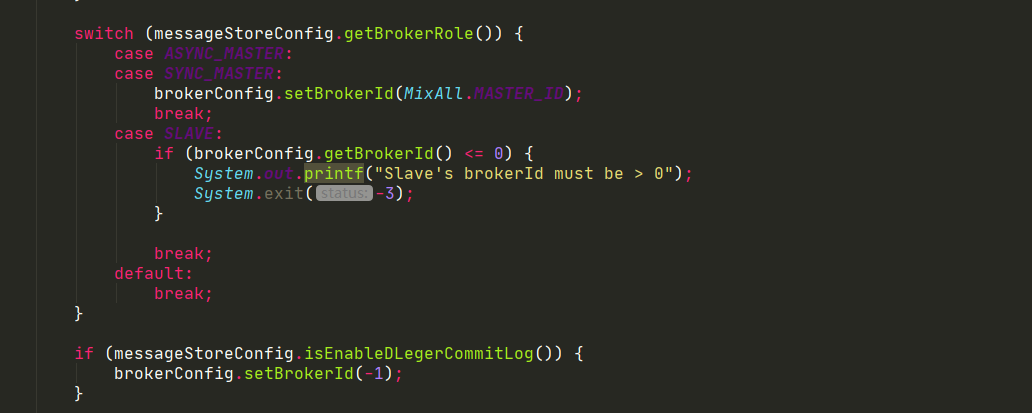 switch (messageStoreConfig.getBrokerRole()) {
case ASYNC_MASTER:
case SYNC_MASTER:
brokerConfig.setBrokerId(MixAll.MASTER_ID);
break;
case SLAVE:
if (brokerConfig.getBrokerId() <= 0) {
System.out.printf("Slave's brokerId must be > 0");
System.exit( status: -3);
}
break;
default:
break;
}
if (messageStoreConfig.isEnableDLegerCommitLog()) {
brokerConfig.setBrokerId(-1);
}